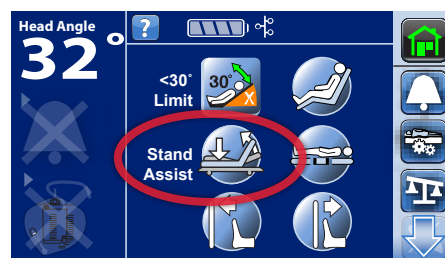 Head Angle
32°
?
<30°
Limit
30°
X
Stand
Assist